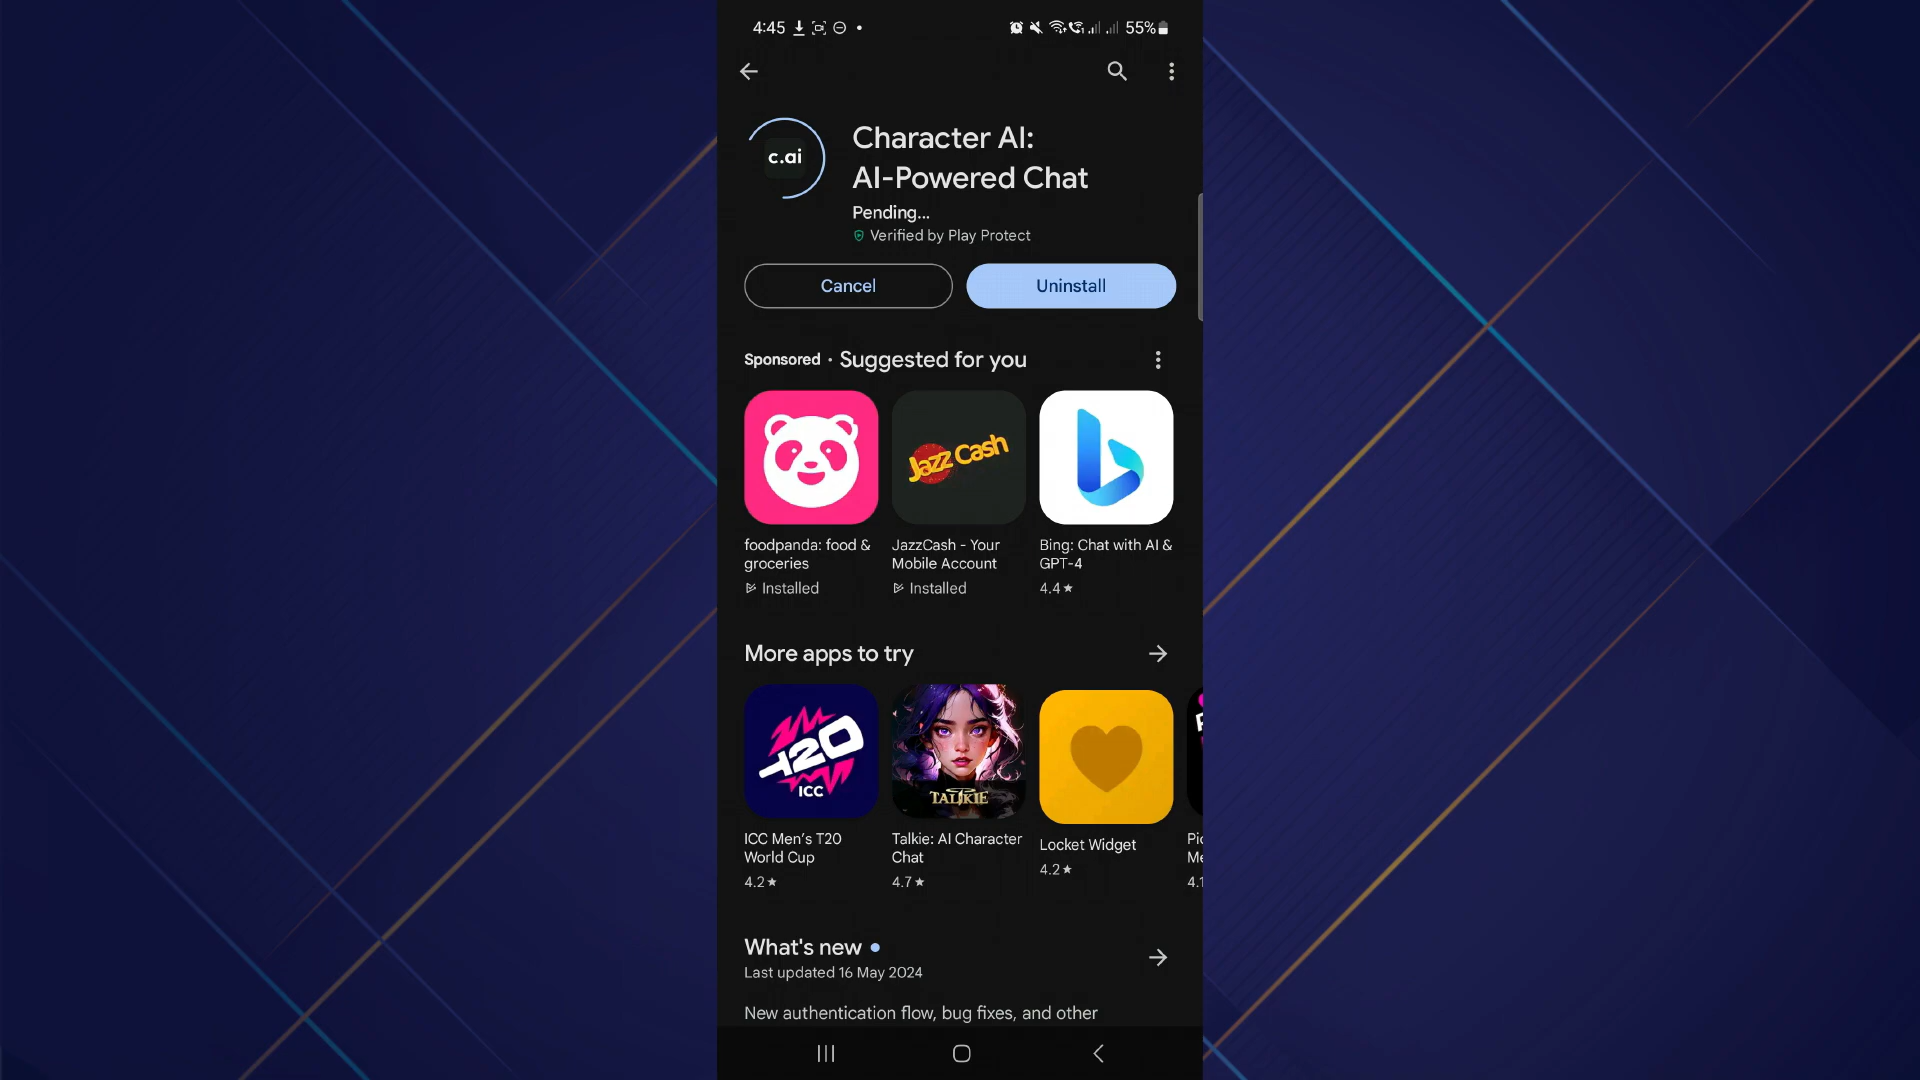 4:45
55%
c.ai
Character AI:
AI-Powered Chat
Pending...
Verified by Play Protect
Cancel
Uninstall
Sponsored • Suggested for you
Jazz Cash
foodpanda: food &
groceries
Installed
JazzCash - Your
Mobile Account
Installed
Bing: Chat with AI &
GPT-4
4.4★
More apps to try
T20
ICC
TALKIE
ICC Men's T20
World Cup
4.2★
Talkie: AI Character
Chat
4.7★
Locket Widget
4.2★
What's new
Last updated 16 May 2024
New authentication flow, bug fixes, and other